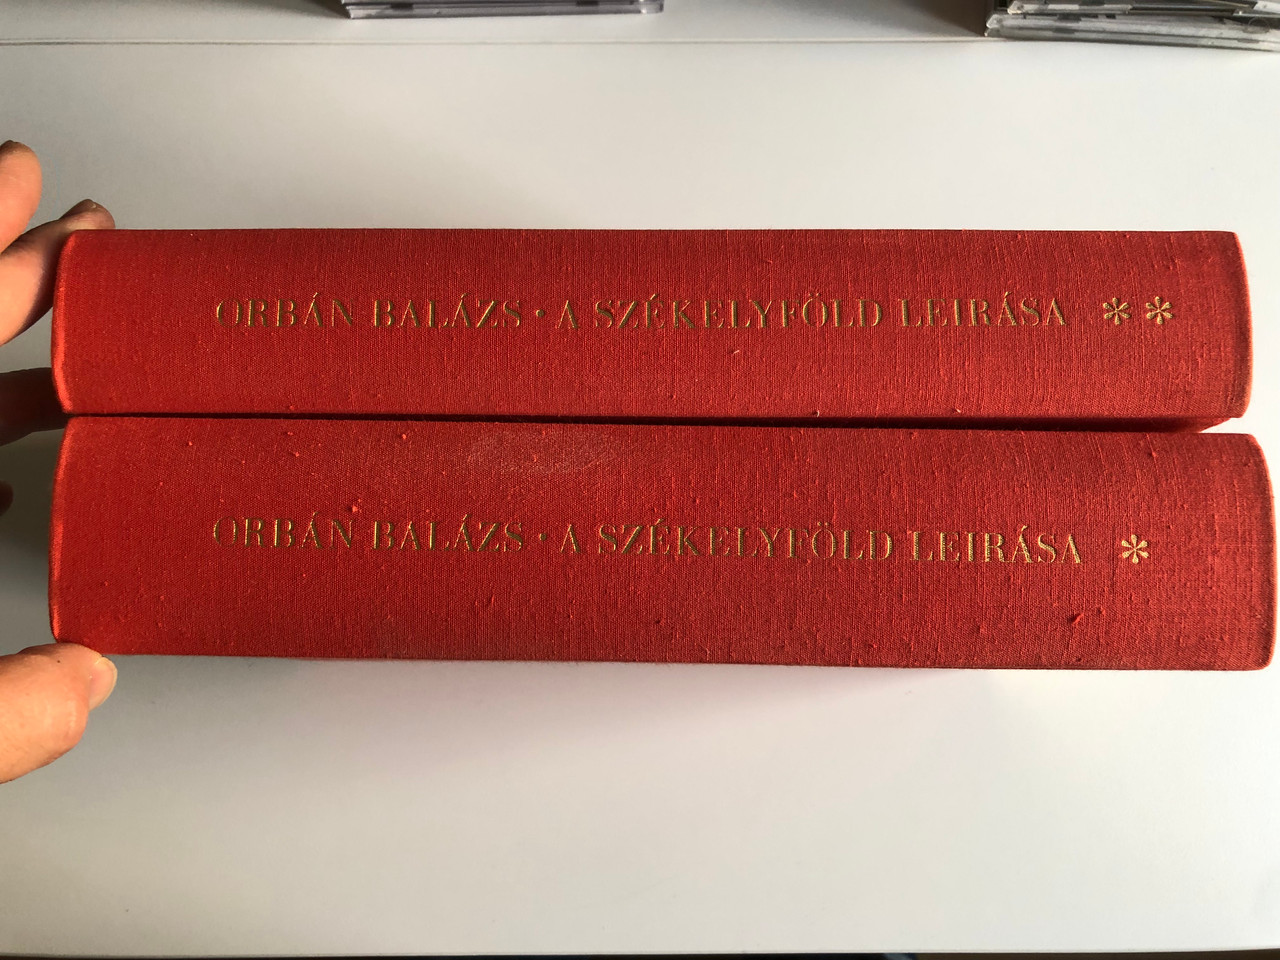 ORBÁN BALÁZS · A SZÉKELYFÖLD LEIRÁSA **
ORBÁN BALÁZS · A SZÉKELYFÖLD LEIRÁSA *